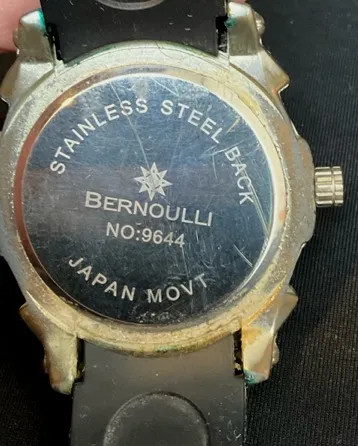 STAINLESS STEEL BACK
BERNOULLI
NO:9644
JAPAN MOVT